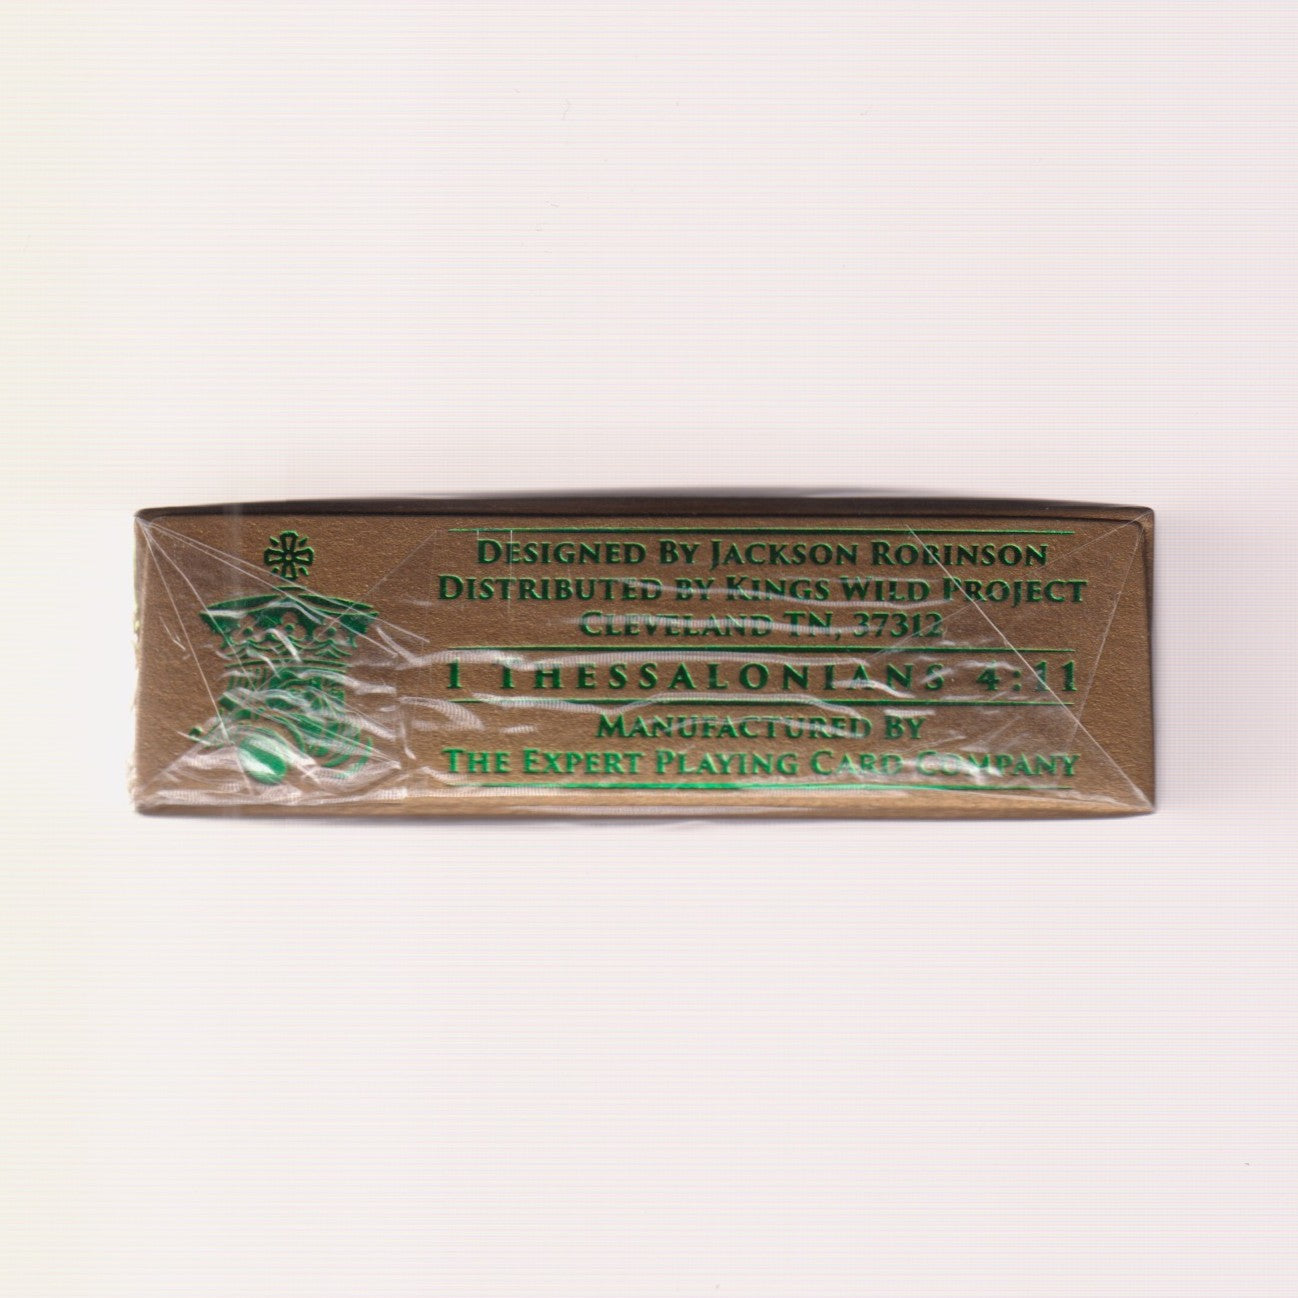 Designed By Jackson Robinson
Distributed by Kings Wild Project
Cleveland TN, 37312
1 Thessalonians 4:11
Manufactured By
The Expert Playing Card Company